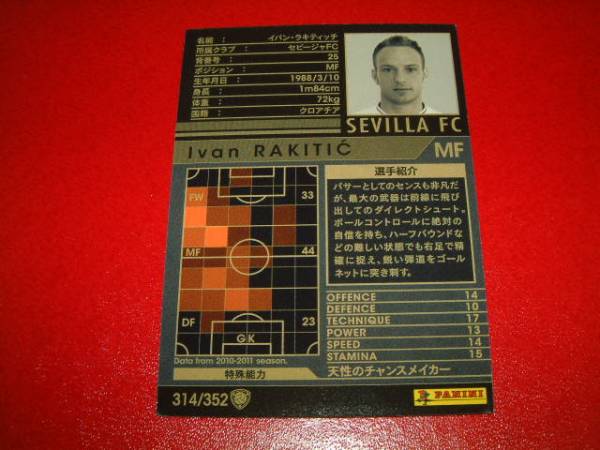 名前 : イバン・ラキティッチ
所属クラブ : セビージャFC
背番号 : 25
ポジション : MF
生年月日 : 1988/3/10
身長 : 1m84cm
体重 : 72kg
国籍 : クロアチア
SEVILLA FC
Ivan RAKITIĆ MF
FW 33
MF 44
DF 23
GK
Data from 2010-2011 season.
選手紹介
パサーとしてのセンスも非凡だ
が、最大の武器は前線に飛び
出してのダイレクトシュート。
ボールコントロールに絶対の
自信を持ち、ハーフバウンドな
どの難しい状態でも右足で精
確に捉え、鋭い弾道をゴール
ネットに突き刺す。
OFFENCE 14
DEFENCE 10
TECHNIQUE 17
POWER 13
SPEED 14
STAMINA 15
特殊能力 天性のチャンスメイカー
314/352 PANINI